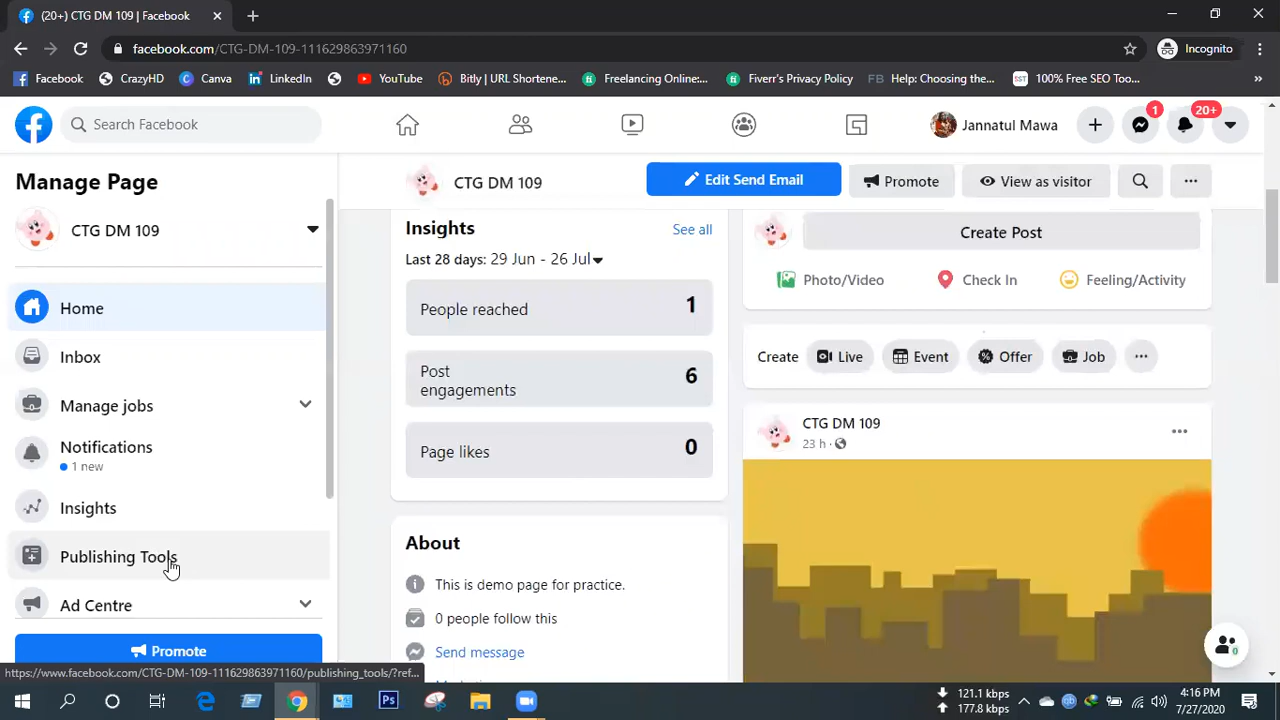 (20+) CTG DM 109 | Facebook
facebook.com/CTG-DM-109-111629863971160
Incognito
Facebook
CrazyHD
Canva
LinkedIn
YouTube
Bitly | URL Shortene...
Freelancing Online:...
Fiverr's Privacy Policy
FB Help: Choosing the...
SST 100% Free SEO Too...
Search Facebook
Jannatul Mawa
1
20+
Manage Page
CTG DM 109
Edit Send Email
Promote
View as visitor
CTG DM 109
Home
Inbox
Manage jobs
Notifications
1 new
Insights
Publishing Tools
Ad Centre
Promote
Insights
See all
Last 28 days: 29 Jun - 26 Jul
People reached 1
Post engagements 6
Page likes 0
About
This is demo page for practice.
0 people follow this
Send message
Create Post
Photo/Video
Check In
Feeling/Activity
Create
Live
Event
Offer
Job
CTG DM 109
23 h
https://www.facebook.com/CTG-DM-109-111629863971160/publishing_tools/?ref...
Ps
121.1 kbps
177.8 kbps
4:16 PM
7/27/2020